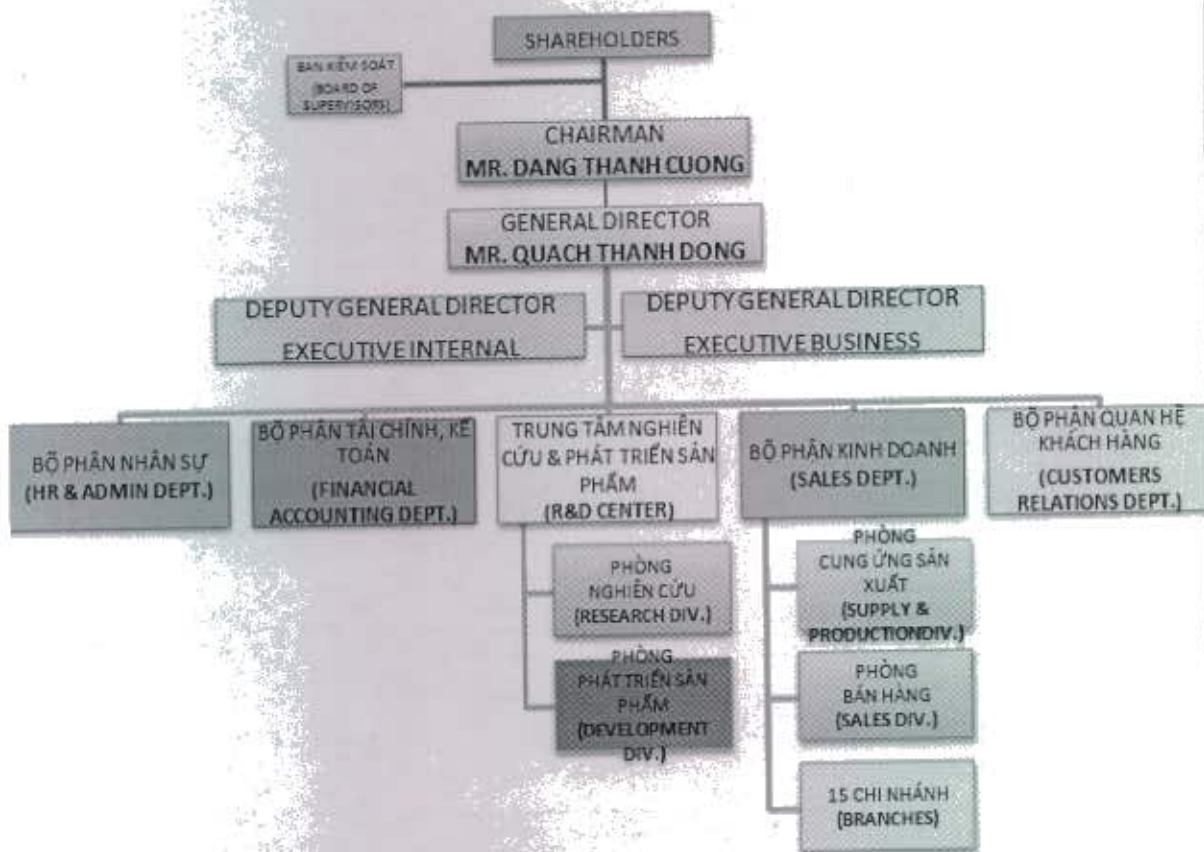 SHAREHOLDERS
BAN KIỂM SOÁT
(BOARD OF
SUPERVISORS)
CHAIRMAN
MR. DANG THANH CUONG
GENERAL DIRECTOR
MR. QUACH THANH DONG
DEPUTY GENERAL DIRECTOR
EXECUTIVE INTERNAL
DEPUTY GENERAL DIRECTOR
EXECUTIVE BUSINESS
BỘ PHẬN NHÂN SỰ
(HR & ADMIN DEPT.)
BỘ PHẬN TÀI CHÍNH, KẾ
TOÁN
(FINANCIAL
ACCOUNTING DEPT.)
TRUNG TÂM NGHIÊN
CỨU & PHÁT TRIỂN SẢN
PHẨM
(R&D CENTER)
BỘ PHẬN KINH DOANH
(SALES DEPT.)
BỘ PHẬN QUAN HỆ
KHÁCH HÀNG
(CUSTOMERS
RELATIONS DEPT.)
PHÒNG
NGHIÊN CỨU
(RESEARCH DIV.)
PHÒNG
PHÁT TRIỂN SẢN
PHẨM
(DEVELOPMENT
DIV.)
PHÒNG
CUNG ỨNG SẢN
XUẤT
(SUPPLY &
PRODUCTIONDIV.)
PHÒNG
BÁN HÀNG
(SALES DIV.)
15 CHI NHÁNH
(BRANCHES)